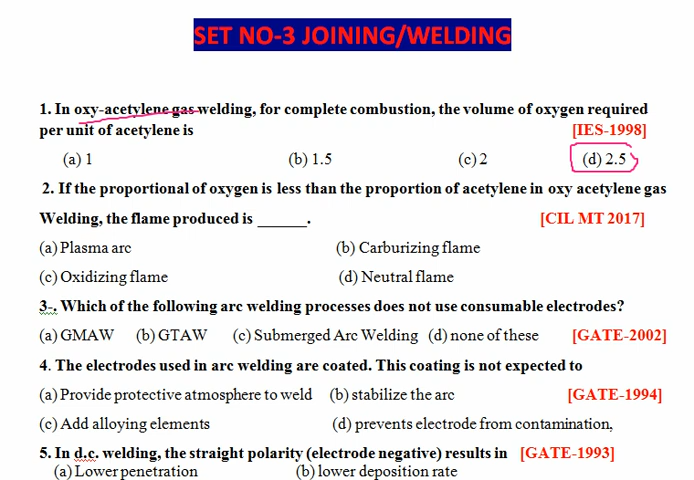 SET NO-3 JOINING/WELDING
1. In oxy-acetylene gas welding, for complete combustion, the volume of oxygen required
per unit of acetylene is [IES-1998]
(a) 1 (b) 1.5 (c) 2 (d) 2.5
2. If the proportional of oxygen is less than the proportion of acetylene in oxy acetylene gas
Welding, the flame produced is ______. [CIL MT 2017]
(a) Plasma arc (b) Carburizing flame
(c) Oxidizing flame (d) Neutral flame
3-. Which of the following arc welding processes does not use consumable electrodes?
(a) GMAW (b) GTAW (c) Submerged Arc Welding (d) none of these [GATE-2002]
4. The electrodes used in arc welding are coated. This coating is not expected to
(a) Provide protective atmosphere to weld (b) stabilize the arc [GATE-1994]
(c) Add alloying elements (d) prevents electrode from contamination,
5. In d.c. welding, the straight polarity (electrode negative) results in [GATE-1993]
(a) Lower penetration (b) lower deposition rate